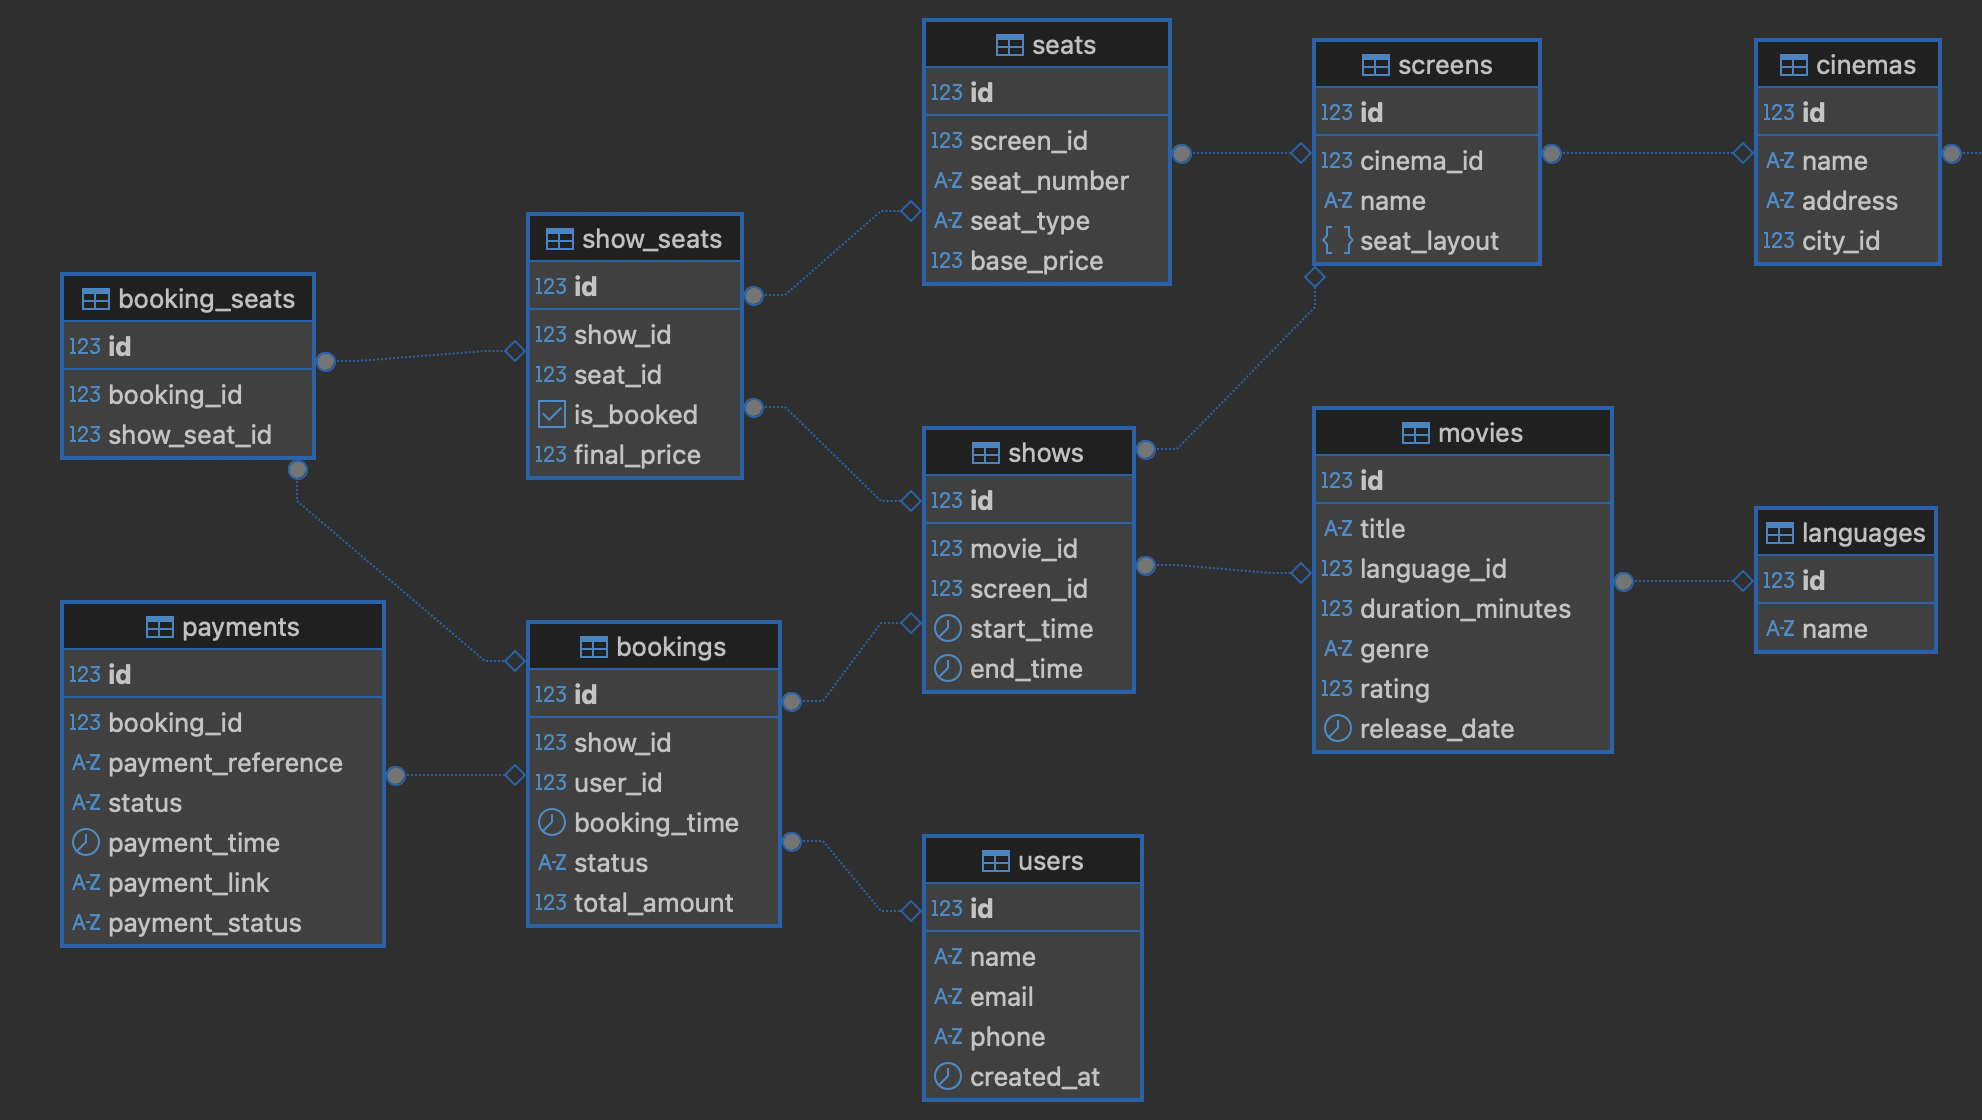 booking_seats
123 id
123 booking_id
123 show_seat_id
payments
123 id
123 booking_id
A-Z payment_reference
A-Z status
payment_time
A-Z payment_link
A-Z payment_status
show_seats
123 id
123 show_id
123 seat_id
is_booked
123 final_price
bookings
123 id
123 show_id
123 user_id
booking_time
A-Z status
123 total_amount
seats
123 id
123 screen_id
A-Z seat_number
A-Z seat_type
123 base_price
shows
123 id
123 movie_id
123 screen_id
start_time
end_time
users
123 id
A-Z name
A-Z email
A-Z phone
created_at
screens
123 id
123 cinema_id
A-Z name
{ } seat_layout
movies
123 id
A-Z title
123 language_id
123 duration_minutes
A-Z genre
123 rating
release_date
cinemas
123 id
A-Z name
A-Z address
123 city_id
languages
123 id
A-Z name